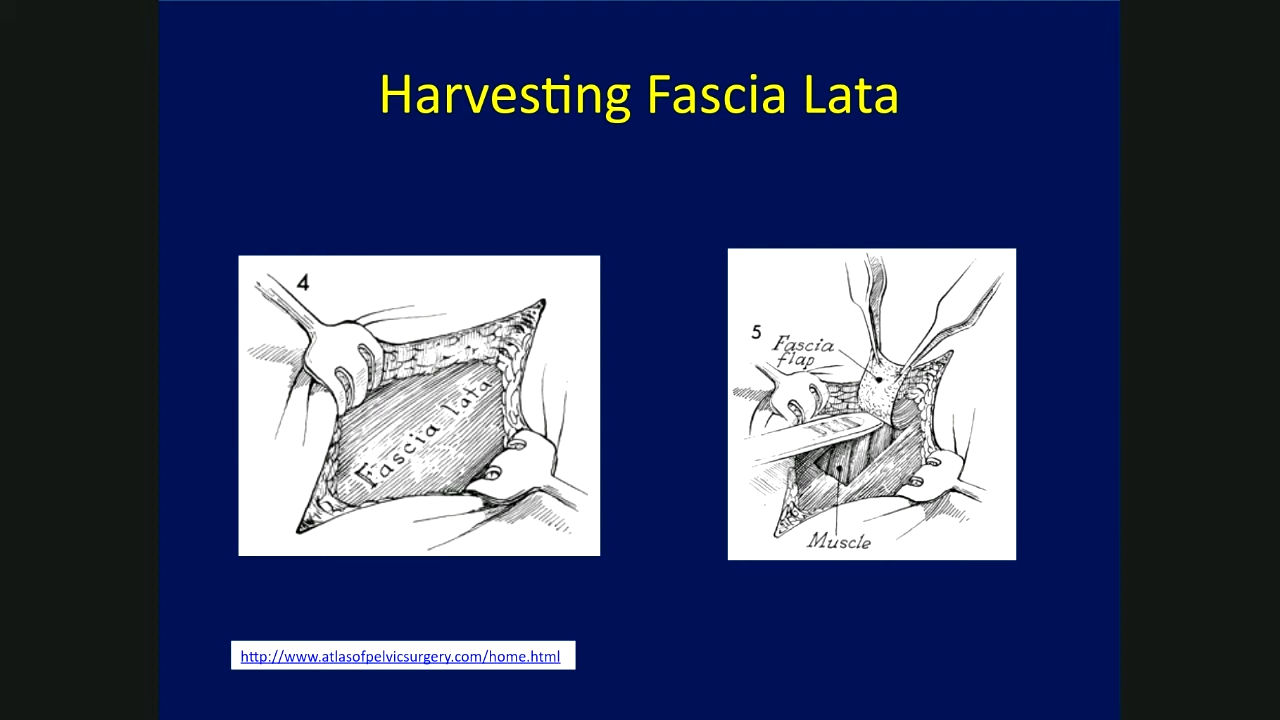 Harvesting Fascia Lata
4
Fascia lata
5
Fascia
flap
Muscle
http://www.atlasofpelvicsurgery.com/home.html